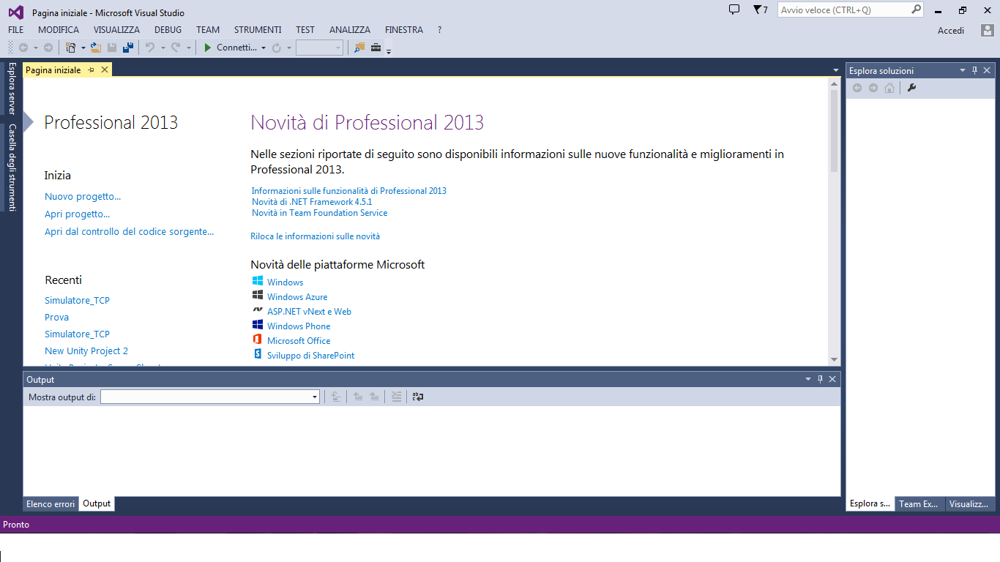 Pagina iniziale - Microsoft Visual Studio
7
Avvio veloce (CTRL+Q)
FILE MODIFICA VISUALIZZA DEBUG TEAM STRUMENTI TEST ANALIZZA FINESTRA ?
Accedi
Connetti...
Esplora server
Casella degli strumenti
Pagina iniziale
Professional 2013
Inizia
Nuovo progetto...
Apri progetto...
Apri dal controllo del codice sorgente...
Recenti
Simulatore_TCP
Prova
Simulatore_TCP
New Unity Project 2
Novità di Professional 2013
Nelle sezioni riportate di seguito sono disponibili informazioni sulle nuove funzionalità e miglioramenti in
Professional 2013.
Informazioni sulle funzionalità di Professional 2013
Novità di .NET Framework 4.5.1
Novità in Team Foundation Service
Riloca le informazioni sulle novità
Novità delle piattaforme Microsoft
Windows
Windows Azure
ASP.NET vNext e Web
Windows Phone
Microsoft Office
Sviluppo di SharePoint
Esplora soluzioni
Output
Mostra output di:
Elenco errori Output
Esplora s... Team Ex... Visualizz...
Pronto